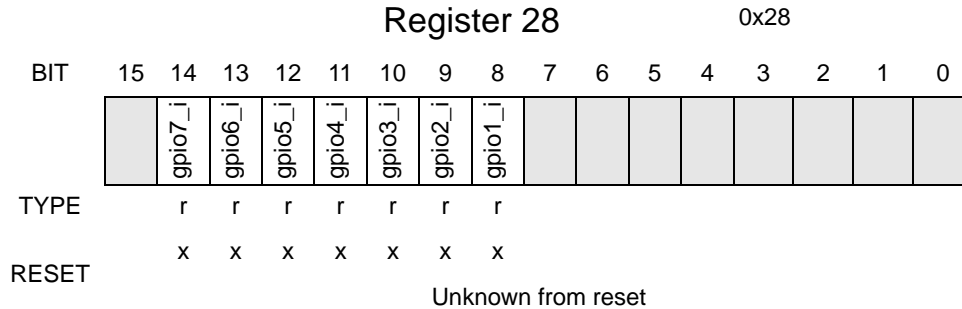 Register 28 0x28
BIT 15 14 13 12 11 10 9 8 7 6 5 4 3 2 1 0
gpio7_i gpio6_i gpio5_i gpio4_i gpio3_i gpio2_i gpio1_i
TYPE r r r r r r r
x x x x x x x
RESET
Unknown from reset